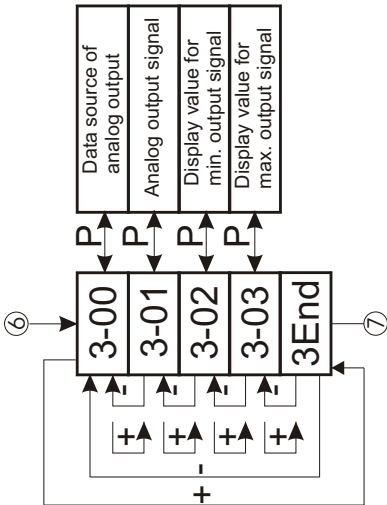 6
3-00
P
Data source of
analog output
+ -
3-01
P
Analog output signal
+ -
3-02
P
Display value for
min. output signal
+ -
3-03
P
Display value for
max. output signal
+ -
3End
-
+
7